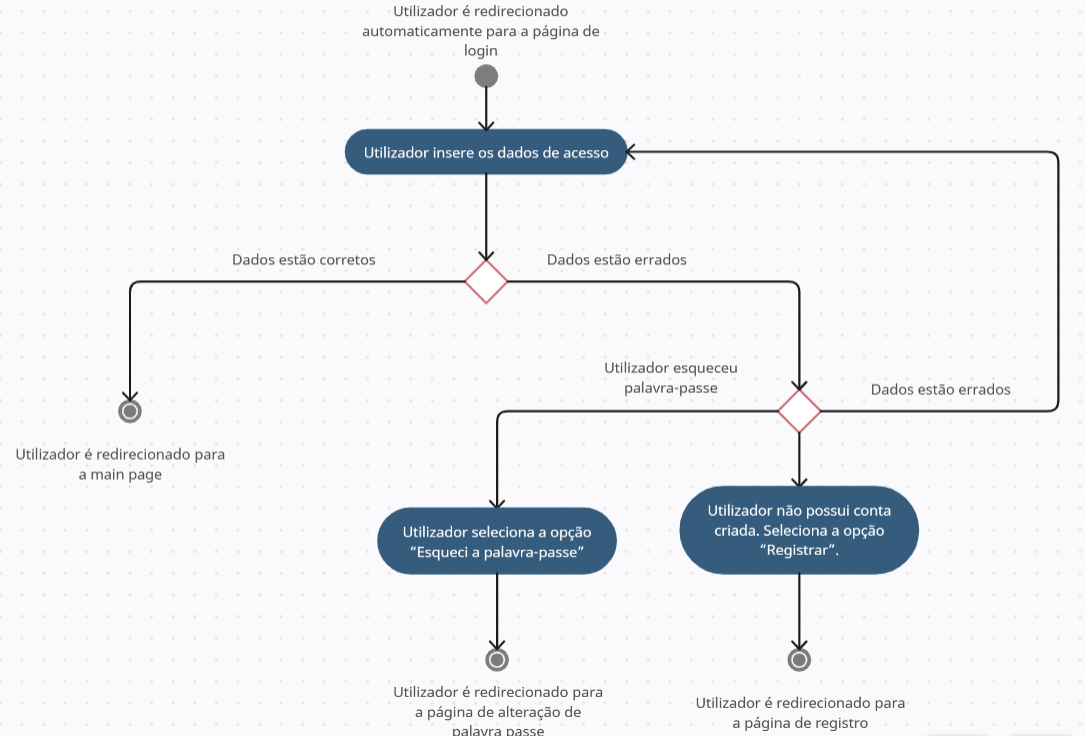 Utilizador é redirecionado
automaticamente para a página de
login
Utilizador insere os dados de acesso
Dados estão corretos
Dados estão errados
Utilizador esqueceu
palavra-passe
Dados estão errados
Utilizador é redirecionado para
a main page
Utilizador seleciona a opção
“Esqueci a palavra-passe”
Utilizador não possui conta
criada. Seleciona a opção
“Registrar”.
Utilizador é redirecionado para
a página de alteração de
palavra passe
Utilizador é redirecionado para
a página de registro